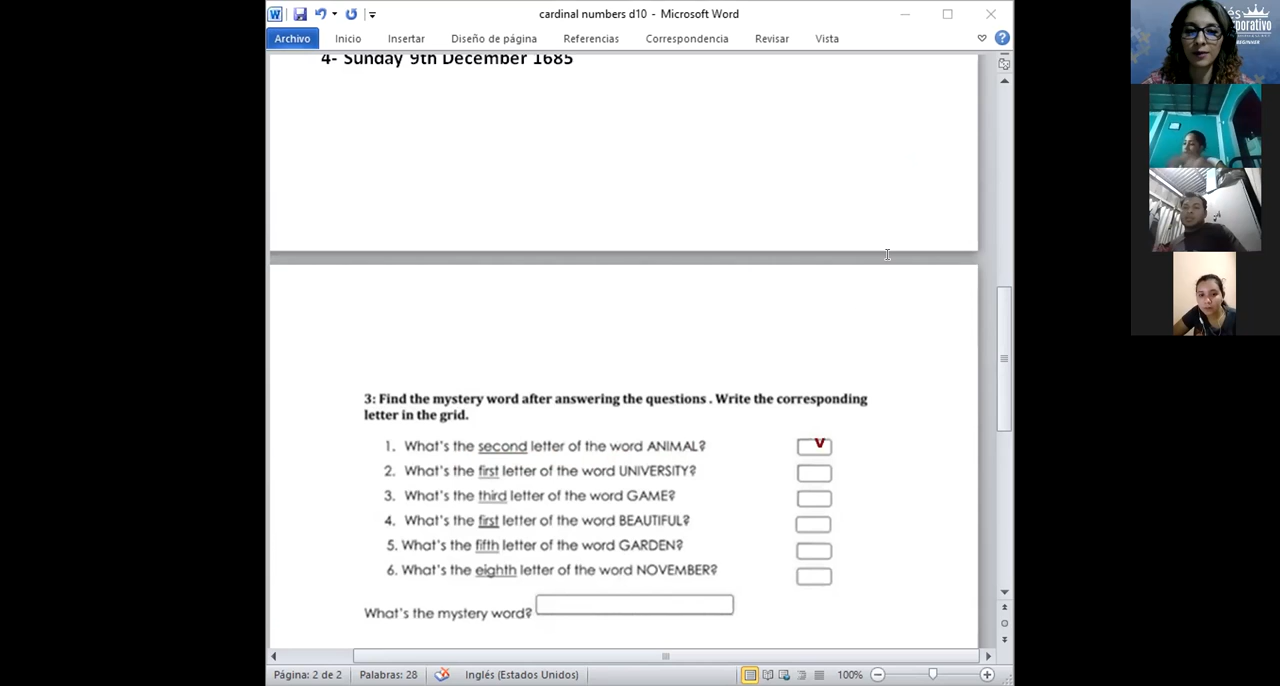 cardinal numbers d10 - Microsoft Word
Archivo Inicio Insertar Diseño de página Referencias Correspondencia Revisar Vista
4- Sunday 9th December 1685
3: Find the mystery word after answering the questions . Write the corresponding
letter in the grid.
1. What's the second letter of the word ANIMAL? v
2. What's the first letter of the word UNIVERSITY?
3. What's the third letter of the word GAME?
4. What's the first letter of the word BEAUTIFUL?
5. What's the fifth letter of the word GARDEN?
6. What's the eighth letter of the word NOVEMBER?
What's the mystery word?
Página: 2 de 2 Palabras: 28 Inglés (Estados Unidos) 100%
és
rporativo
BEGINNER